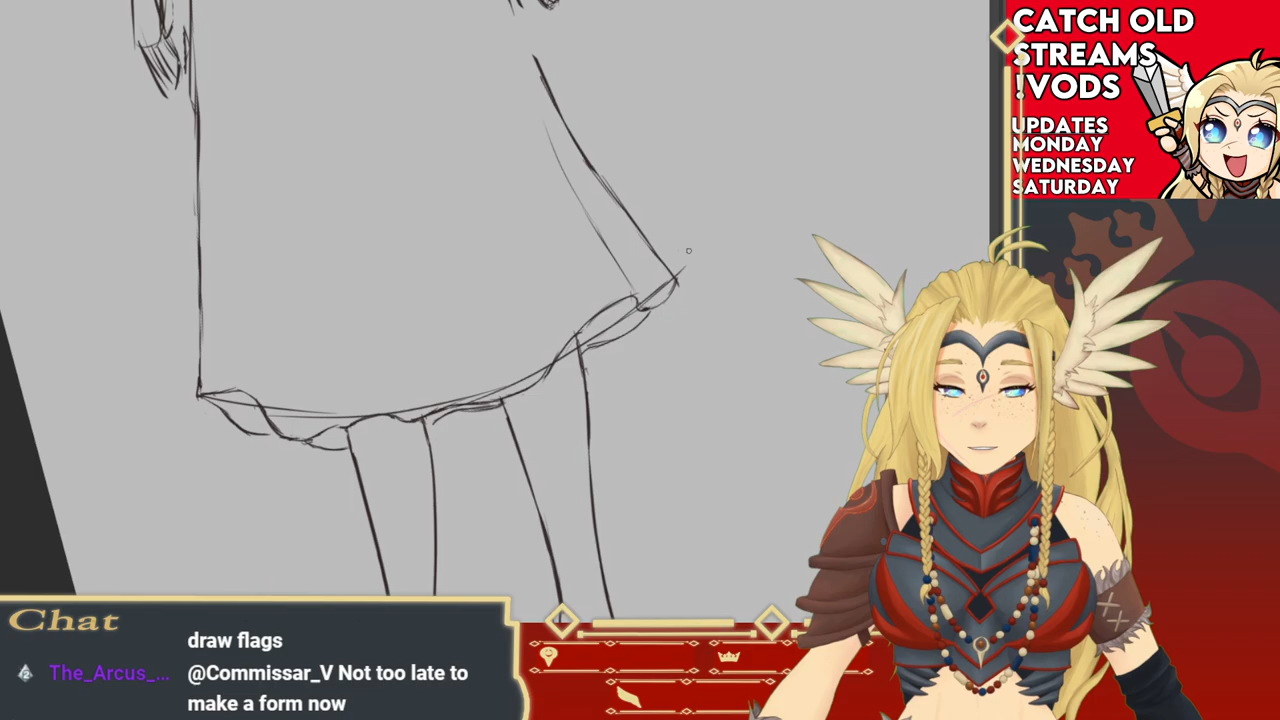 CATCH OLD
STREAMS
!VODS
UPDATES
MONDAY
WEDNESDAY
SATURDAY
Chat
draw flags
The_Arcus_... @Commissar_V Not too late to
make a form now